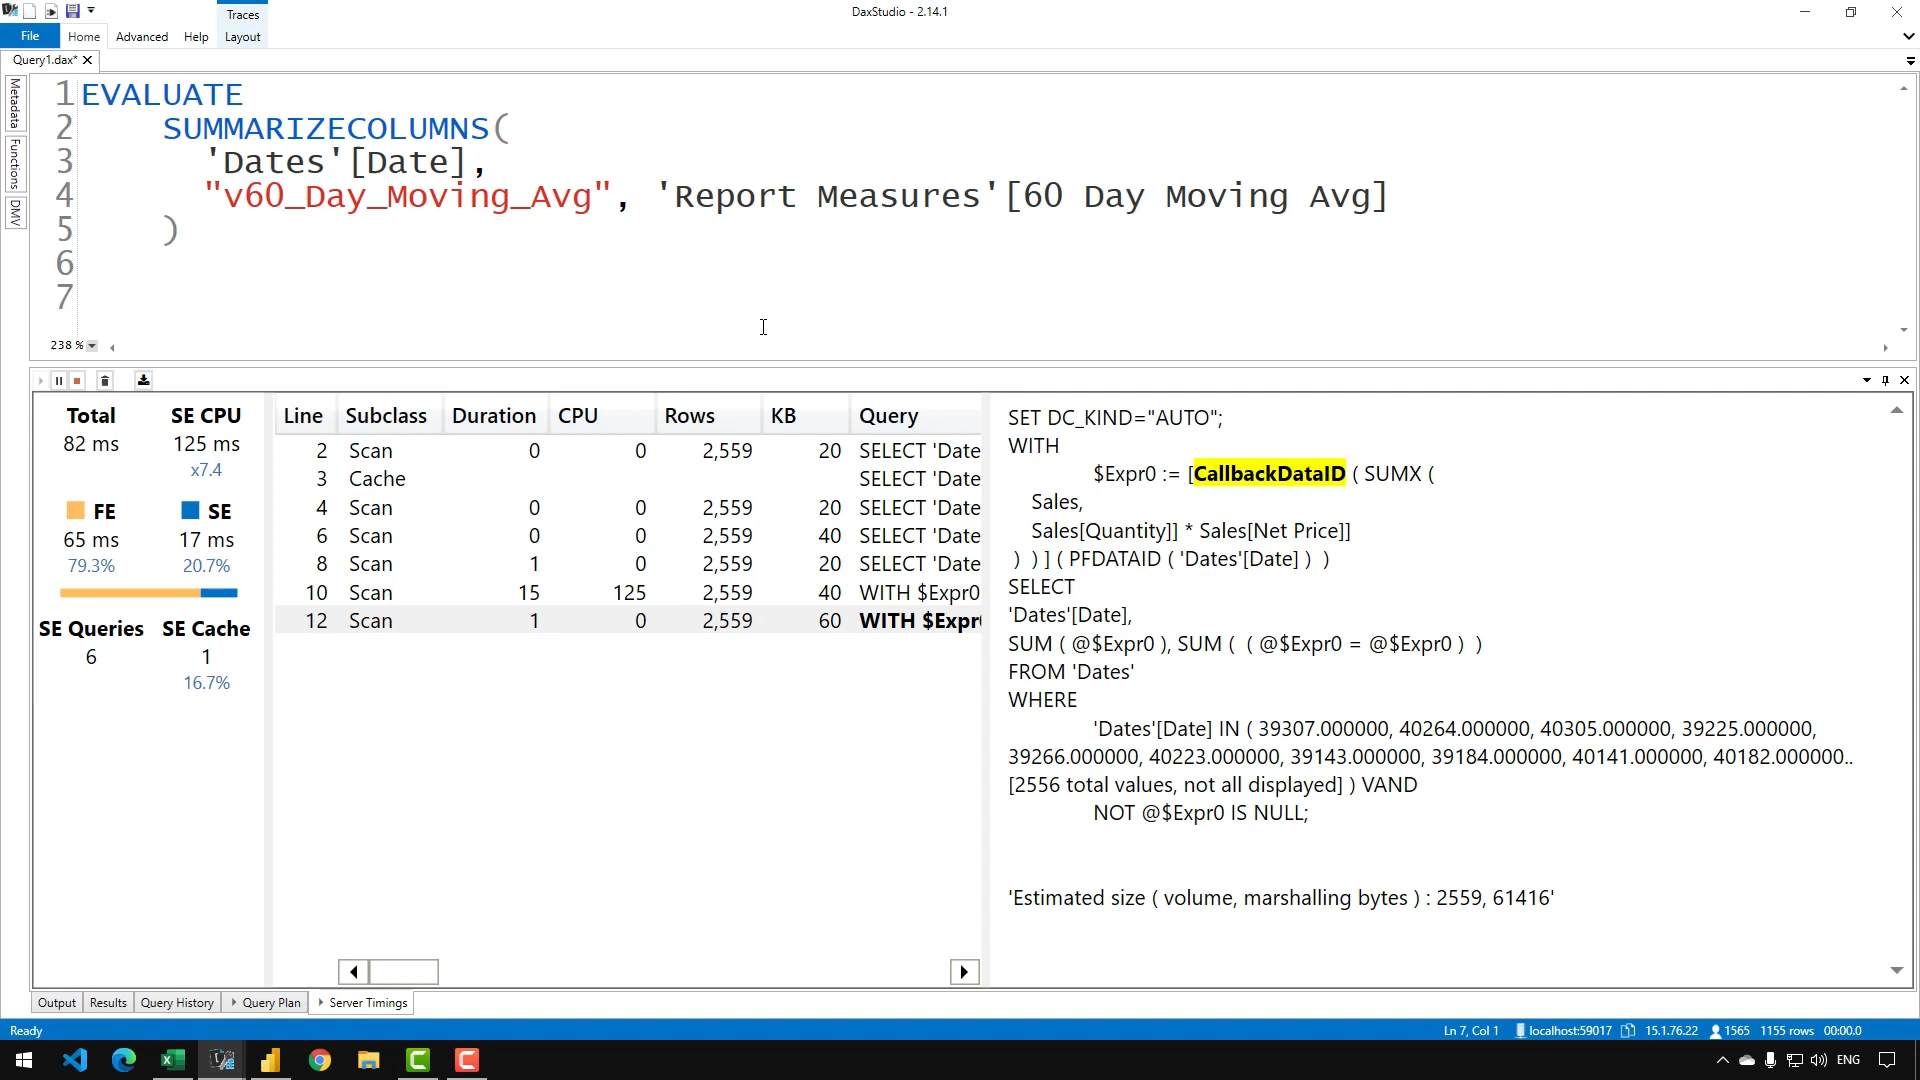 Traces
DaxStudio - 2.14.1
File
Home
Advanced
Help
Layout
Query1.dax*
Metadata
Functions
DMV
1 EVALUATE
2 SUMMARIZECOLUMNS(
3 'Dates'[Date],
4 "v60_Day_Moving_Avg", 'Report Measures'[60 Day Moving Avg]
5 )
6
7
238 %
Total SE CPU
82 ms 125 ms
x7.4
FE SE
65 ms 17 ms
79.3% 20.7%
SE Queries SE Cache
6 1
16.7%
Line Subclass Duration CPU Rows KB Query
2 Scan 0 0 2,559 20 SELECT 'Date
3 Cache SELECT 'Date
4 Scan 0 0 2,559 20 SELECT 'Date
6 Scan 0 0 2,559 40 SELECT 'Date
8 Scan 1 0 2,559 20 SELECT 'Date
10 Scan 15 125 2,559 40 WITH $Expr0
12 Scan 1 0 2,559 60 WITH $Expr
SET DC_KIND="AUTO";
WITH
$Expr0 := [CallbackDataID ( SUMX (
Sales,
Sales[Quantity]] * Sales[Net Price]]
) ) ] ( PFDATAID ( 'Dates'[Date] ) )
SELECT
'Dates'[Date],
SUM ( @$Expr0 ), SUM ( ( @$Expr0 = @$Expr0 ) )
FROM 'Dates'
WHERE
'Dates'[Date] IN ( 39307.000000, 40264.000000, 40305.000000, 39225.000000,
39266.000000, 40223.000000, 39143.000000, 39184.000000, 40141.000000, 40182.000000..
[2556 total values, not all displayed] ) VAND
NOT @$Expr0 IS NULL;
'Estimated size ( volume, marshalling bytes ) : 2559, 61416'
Output
Results
Query History
Query Plan
Server Timings
Ready
Ln 7, Col 1
localhost:59017
15.1.76.22
1565
1155 rows
00:00.0
ENG